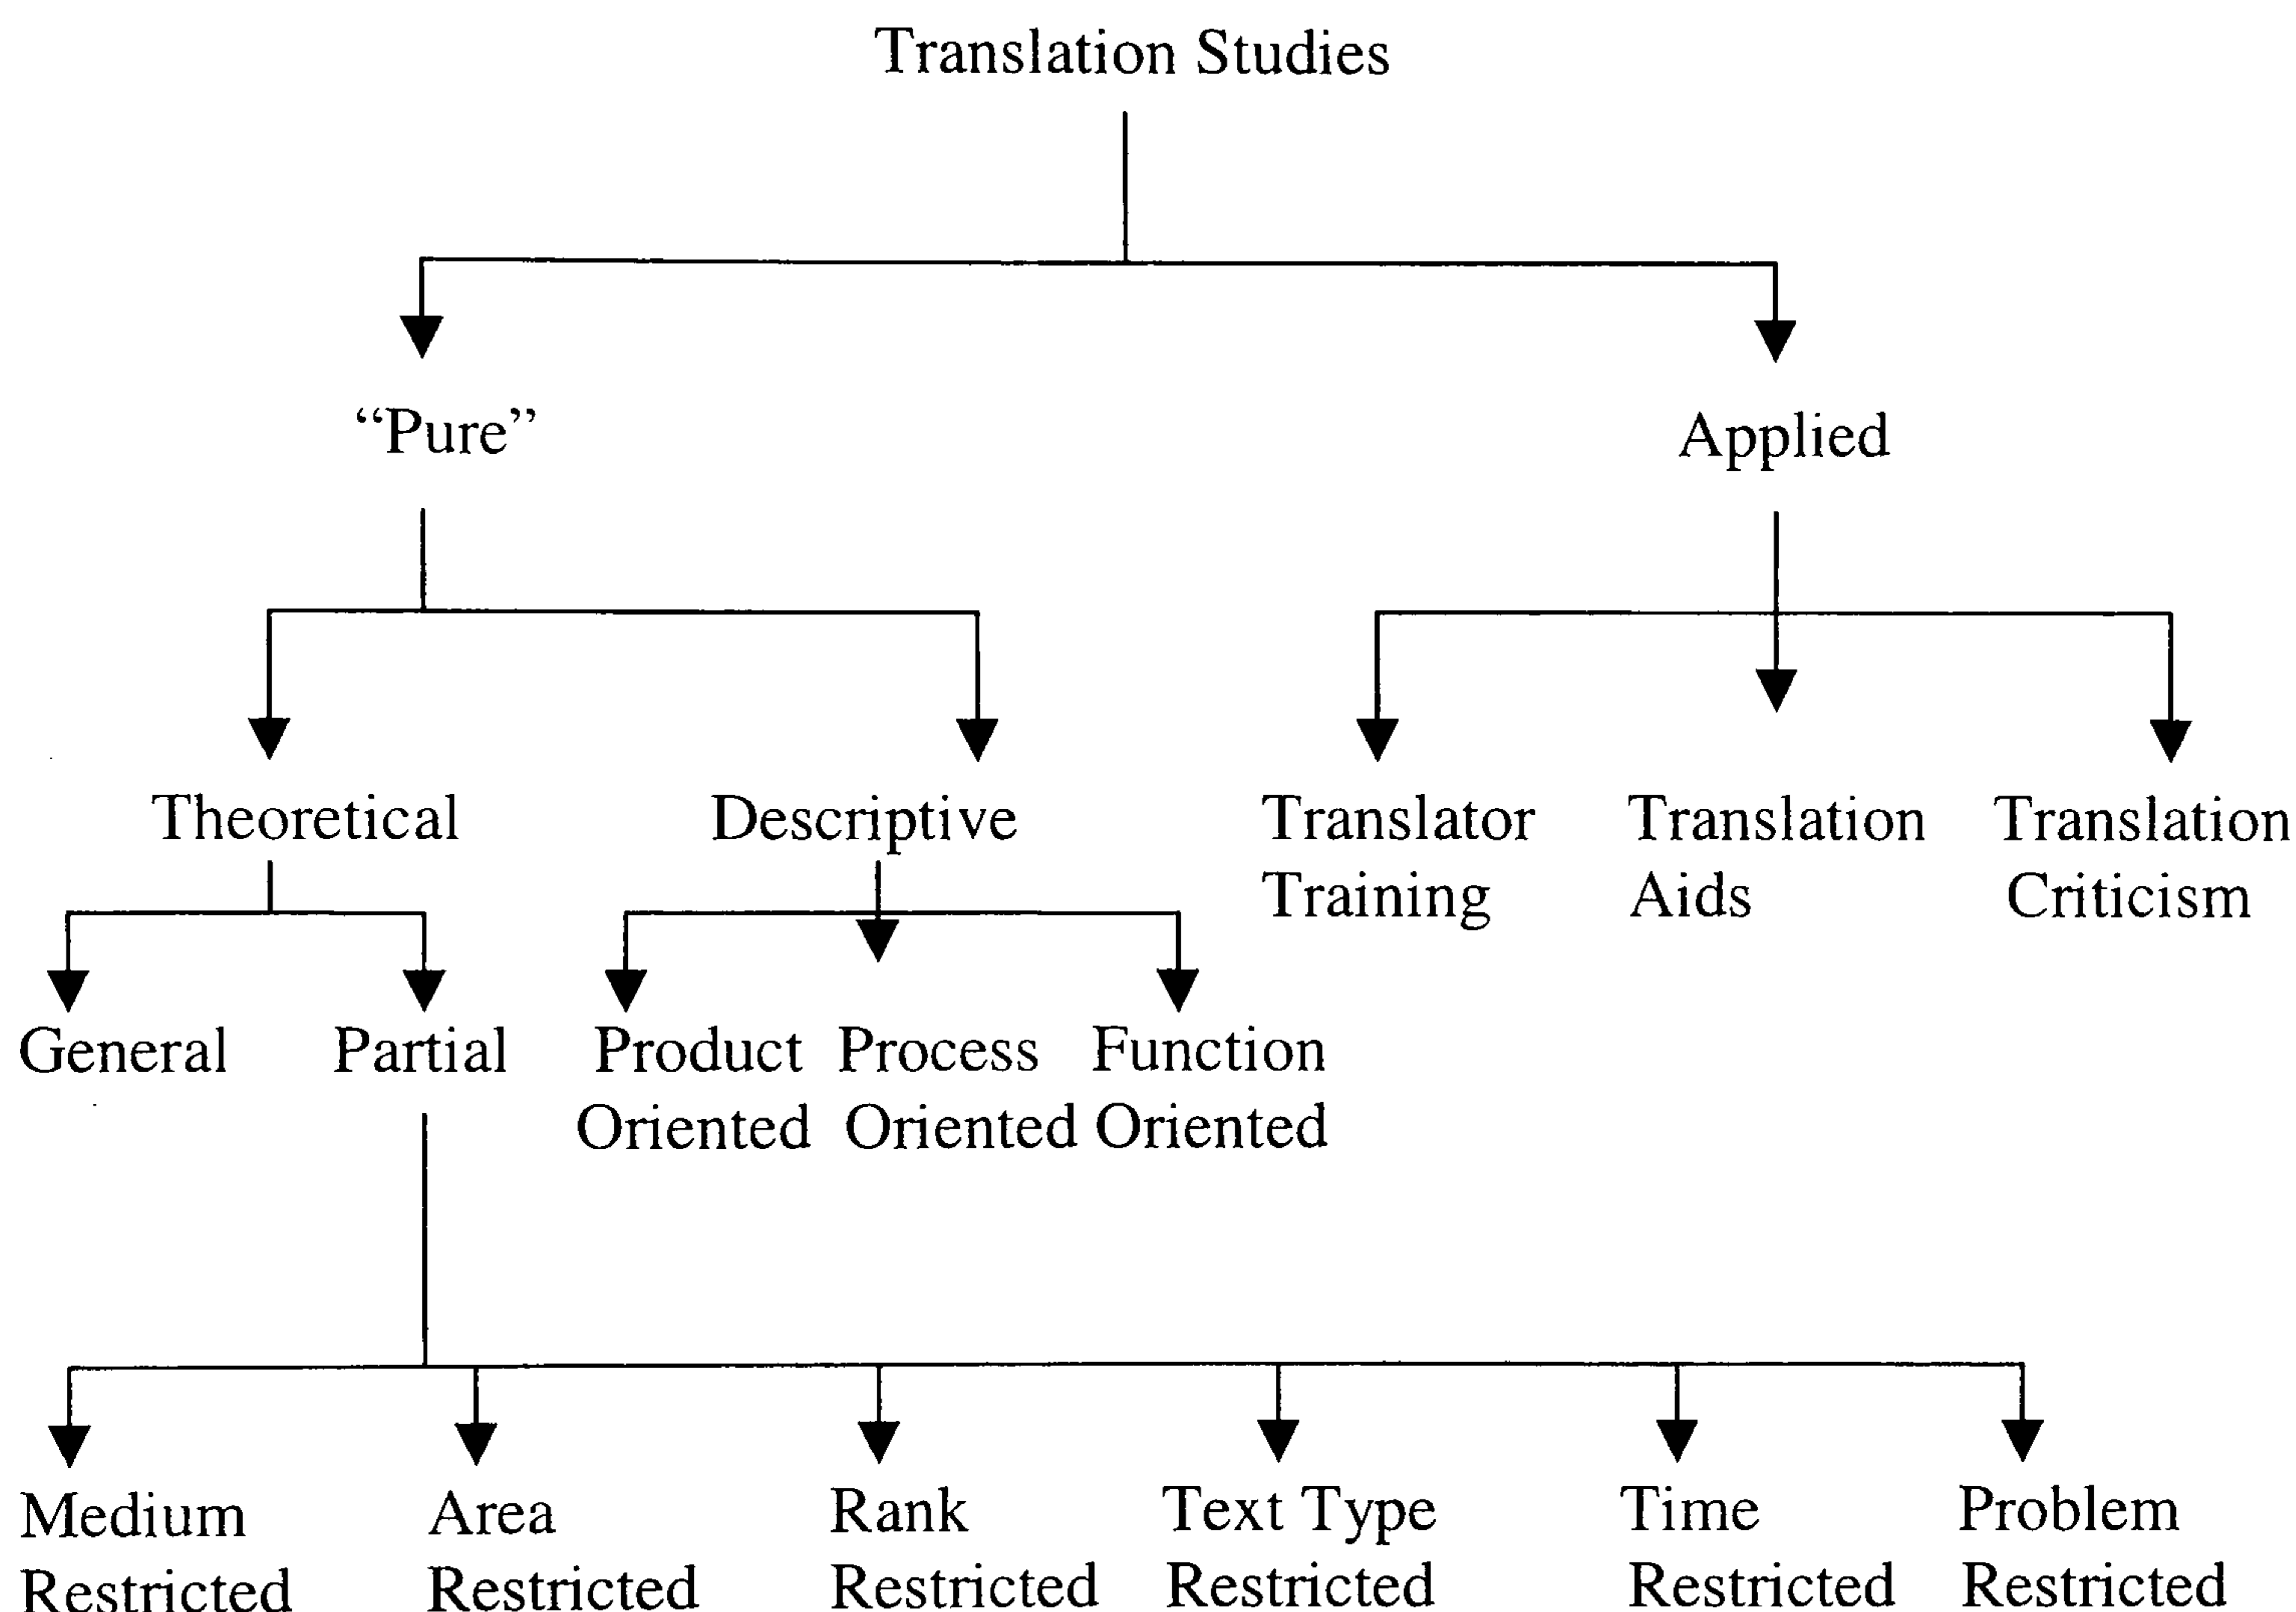 Translation Studies
“Pure”
Applied
Theoretical
Descriptive
Translator
Training
Translation
Aids
Translation
Criticism
General
Partial
Product
Oriented
Process
Oriented
Function
Oriented
Medium
Restricted
Area
Restricted
Rank
Restricted
Text Type
Restricted
Time
Restricted
Problem
Restricted